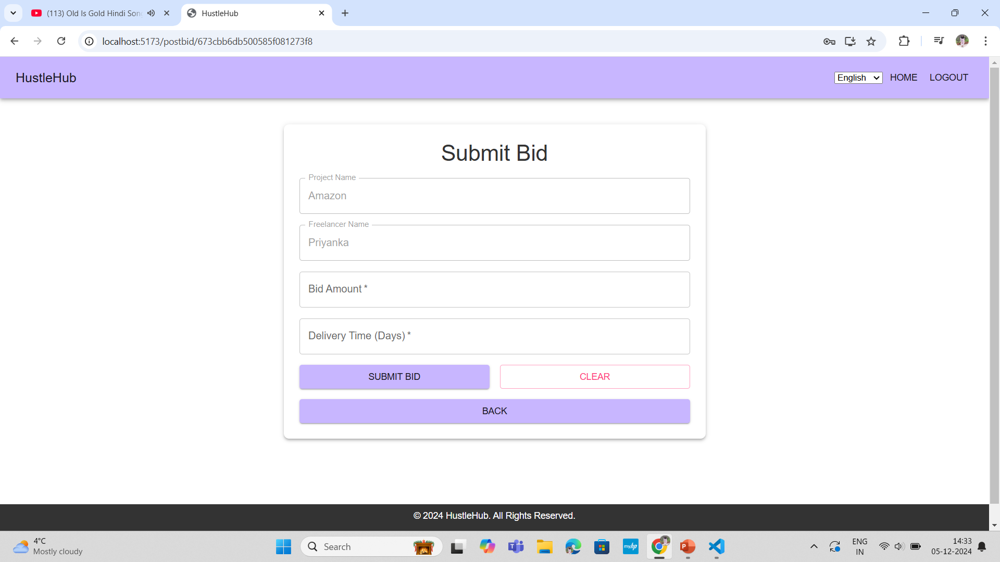 (113) Old Is Gold Hindi Son
HustleHub
localhost:5173/postbid/673cbb6db500585f081273f8
HustleHub
English
HOME
LOGOUT
Submit Bid
Project Name
Amazon
Freelancer Name
Priyanka
Bid Amount *
Delivery Time (Days) *
SUBMIT BID
CLEAR
BACK
© 2024 HustleHub. All Rights Reserved.
4°C
Mostly cloudy
Search
myhp
ENG
IN
14:33
05-12-2024